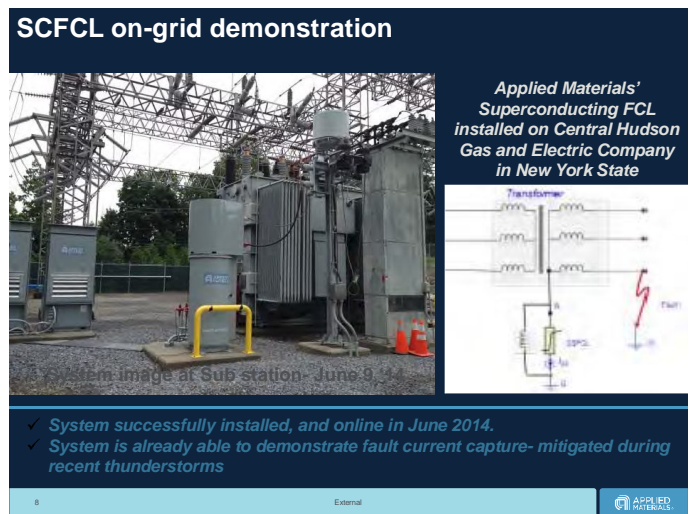 SCFCL on-grid demonstration
Applied Materials’
Superconducting FCL
installed on Central Hudson
Gas and Electric Company
in New York State
Transformer
SCFCL
System image at Sub station- June 9, 14
✓ System successfully installed, and online in June 2014.
✓ System is already able to demonstrate fault current capture- mitigated during
recent thunderstorms
8
External
APPLIED
MATERIALS